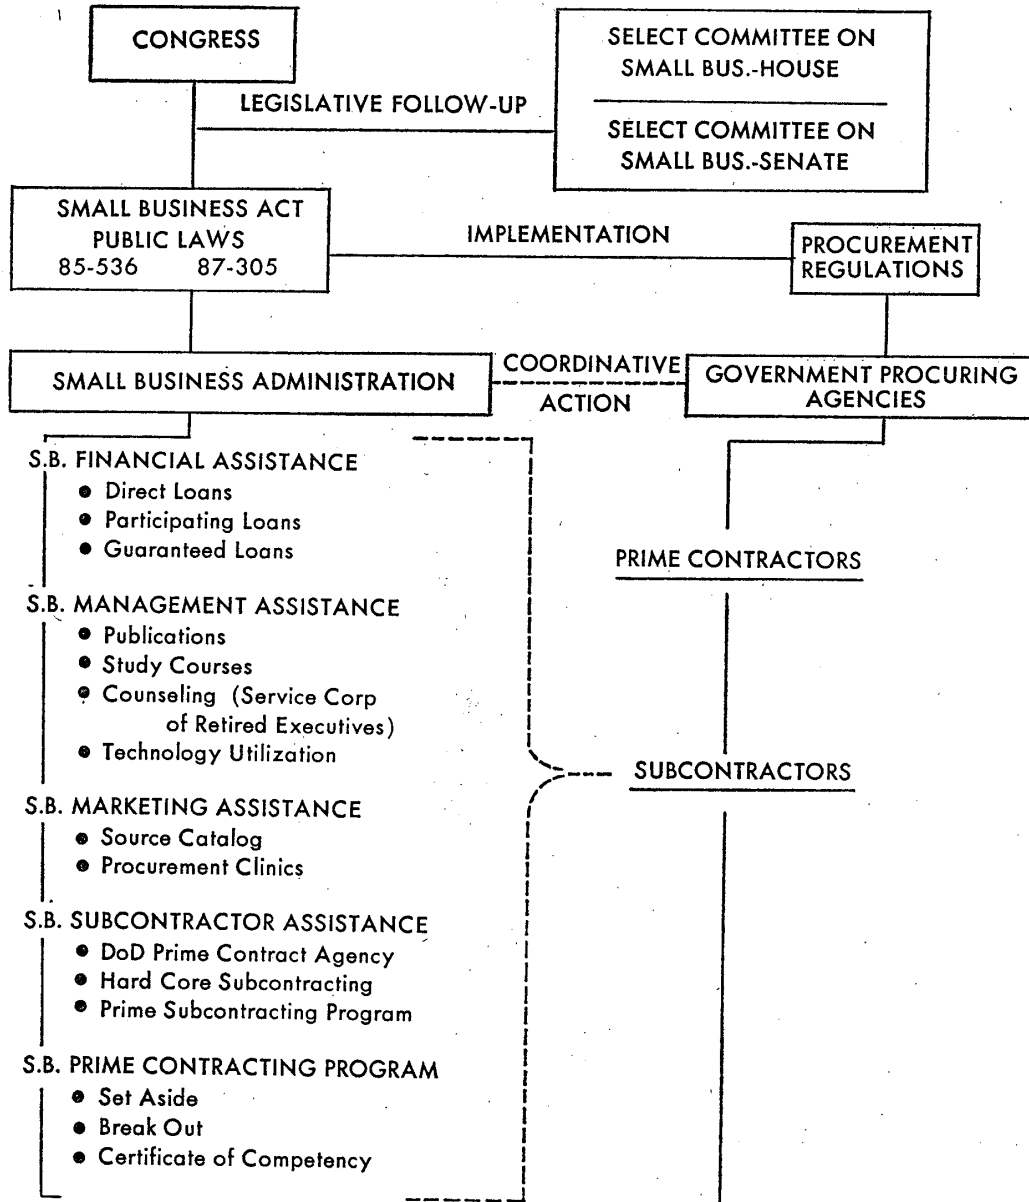 CONGRESS
SELECT COMMITTEE ON
SMALL BUS.-HOUSE
LEGISLATIVE FOLLOW-UP
SELECT COMMITTEE ON
SMALL BUS.-SENATE
SMALL BUSINESS ACT
PUBLIC LAWS
85-536 87-305
IMPLEMENTATION
PROCUREMENT
REGULATIONS
SMALL BUSINESS ADMINISTRATION
COORDINATIVE
ACTION
GOVERNMENT PROCURING
AGENCIES
S.B. FINANCIAL ASSISTANCE
• Direct Loans
• Participating Loans
• Guaranteed Loans
PRIME CONTRACTORS
S.B. MANAGEMENT ASSISTANCE
• Publications
• Study Courses
• Counseling (Service Corp
of Retired Executives)
• Technology Utilization
SUBCONTRACTORS
S.B. MARKETING ASSISTANCE
• Source Catalog
• Procurement Clinics
S.B. SUBCONTRACTOR ASSISTANCE
• DoD Prime Contract Agency
• Hard Core Subcontracting
• Prime Subcontracting Program
S.B. PRIME CONTRACTING PROGRAM
• Set Aside
• Break Out
• Certificate of Competency